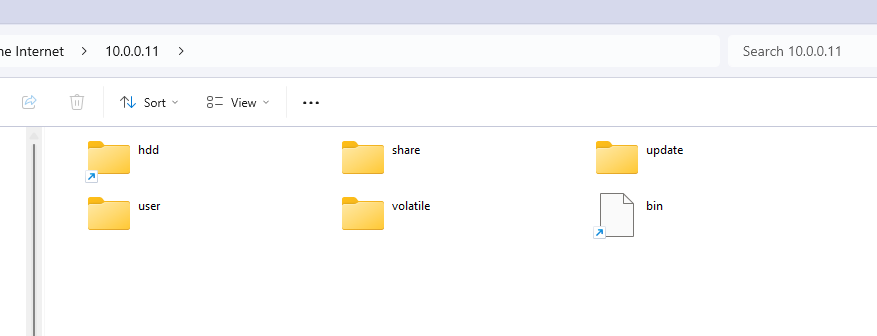 ne Internet > 10.0.0.11 >
Search 10.0.0.11
Sort
View
hdd
share
update
user
volatile
bin